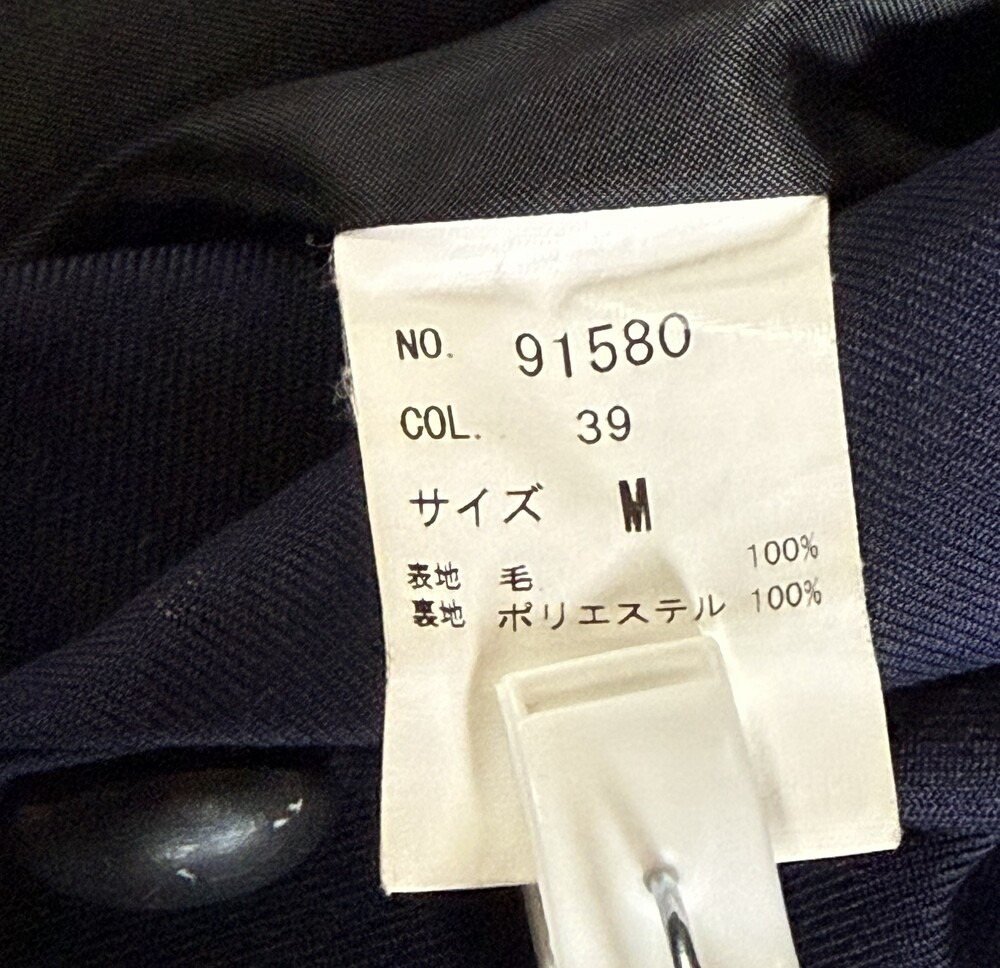 NO. 91580
COL. 39
サイズ M
表地 毛 100%
裏地 ポリエステル 100%